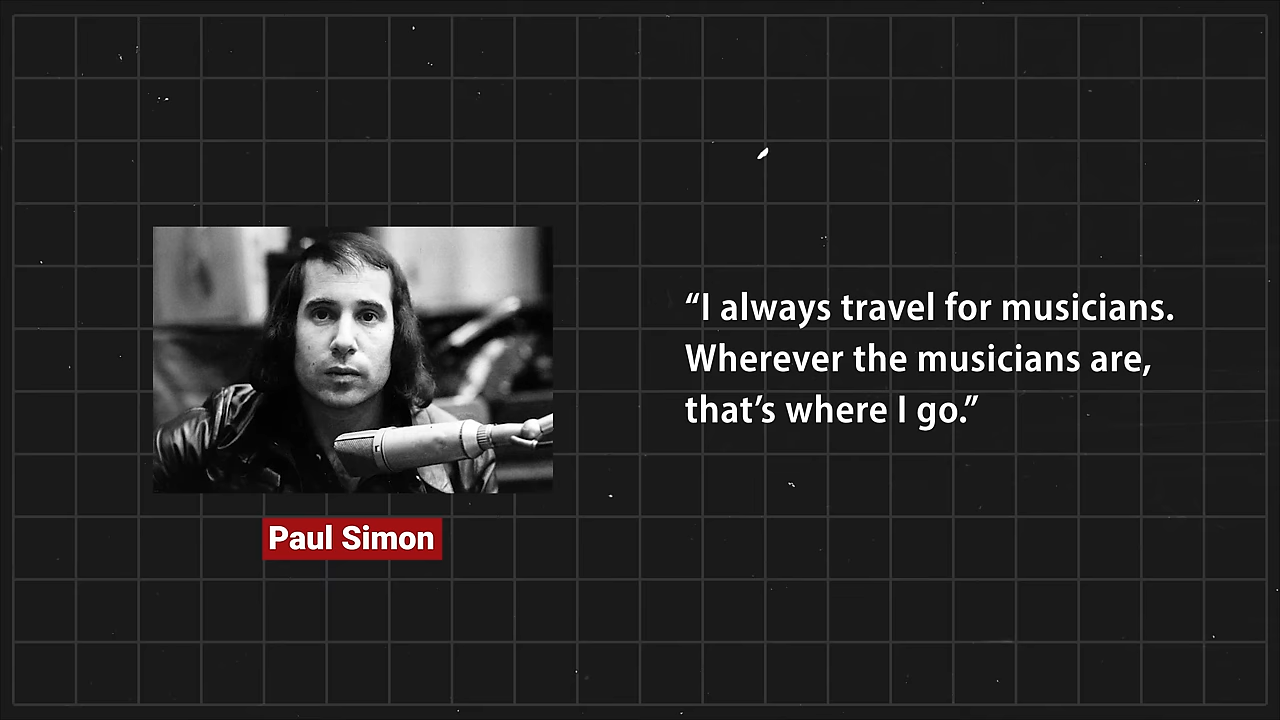 Paul Simon
“I always travel for musicians.
Wherever the musicians are,
that’s where I go.”